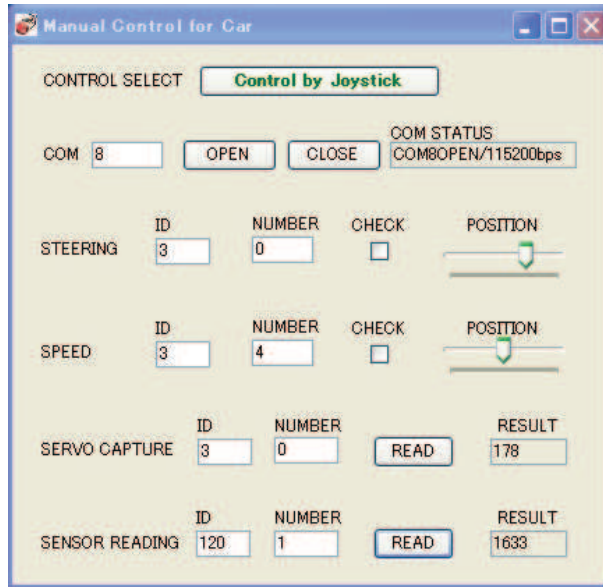 Manual Control for Car
CONTROL SELECT Control by Joystick
COM STATUS
COM 8 OPEN CLOSE COM8OPEN/115200bps
ID NUMBER CHECK POSITION
STEERING 3 0
ID NUMBER CHECK POSITION
SPEED 3 4
ID NUMBER RESULT
SERVO CAPTURE 3 0 READ 178
ID NUMBER RESULT
SENSOR READING 120 1 READ 1633